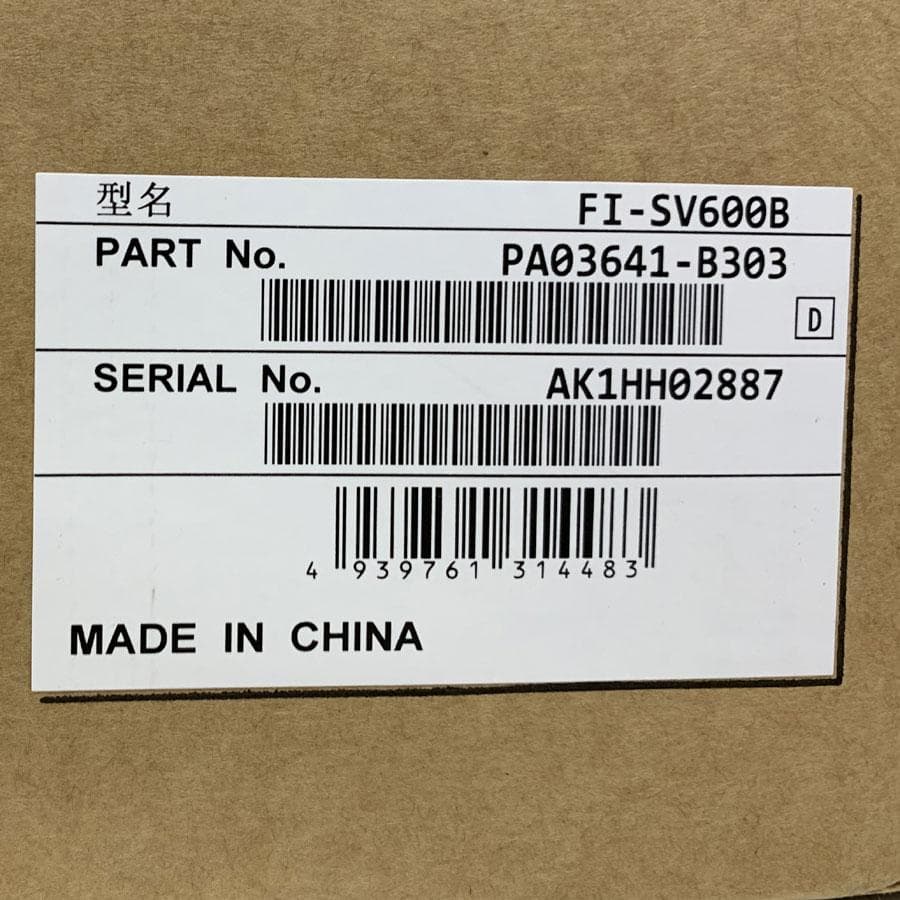 型名 FI-SV600B
PART No. PA03641-B303
D
SERIAL No. AK1HH02887
4 939761 314483
MADE IN CHINA